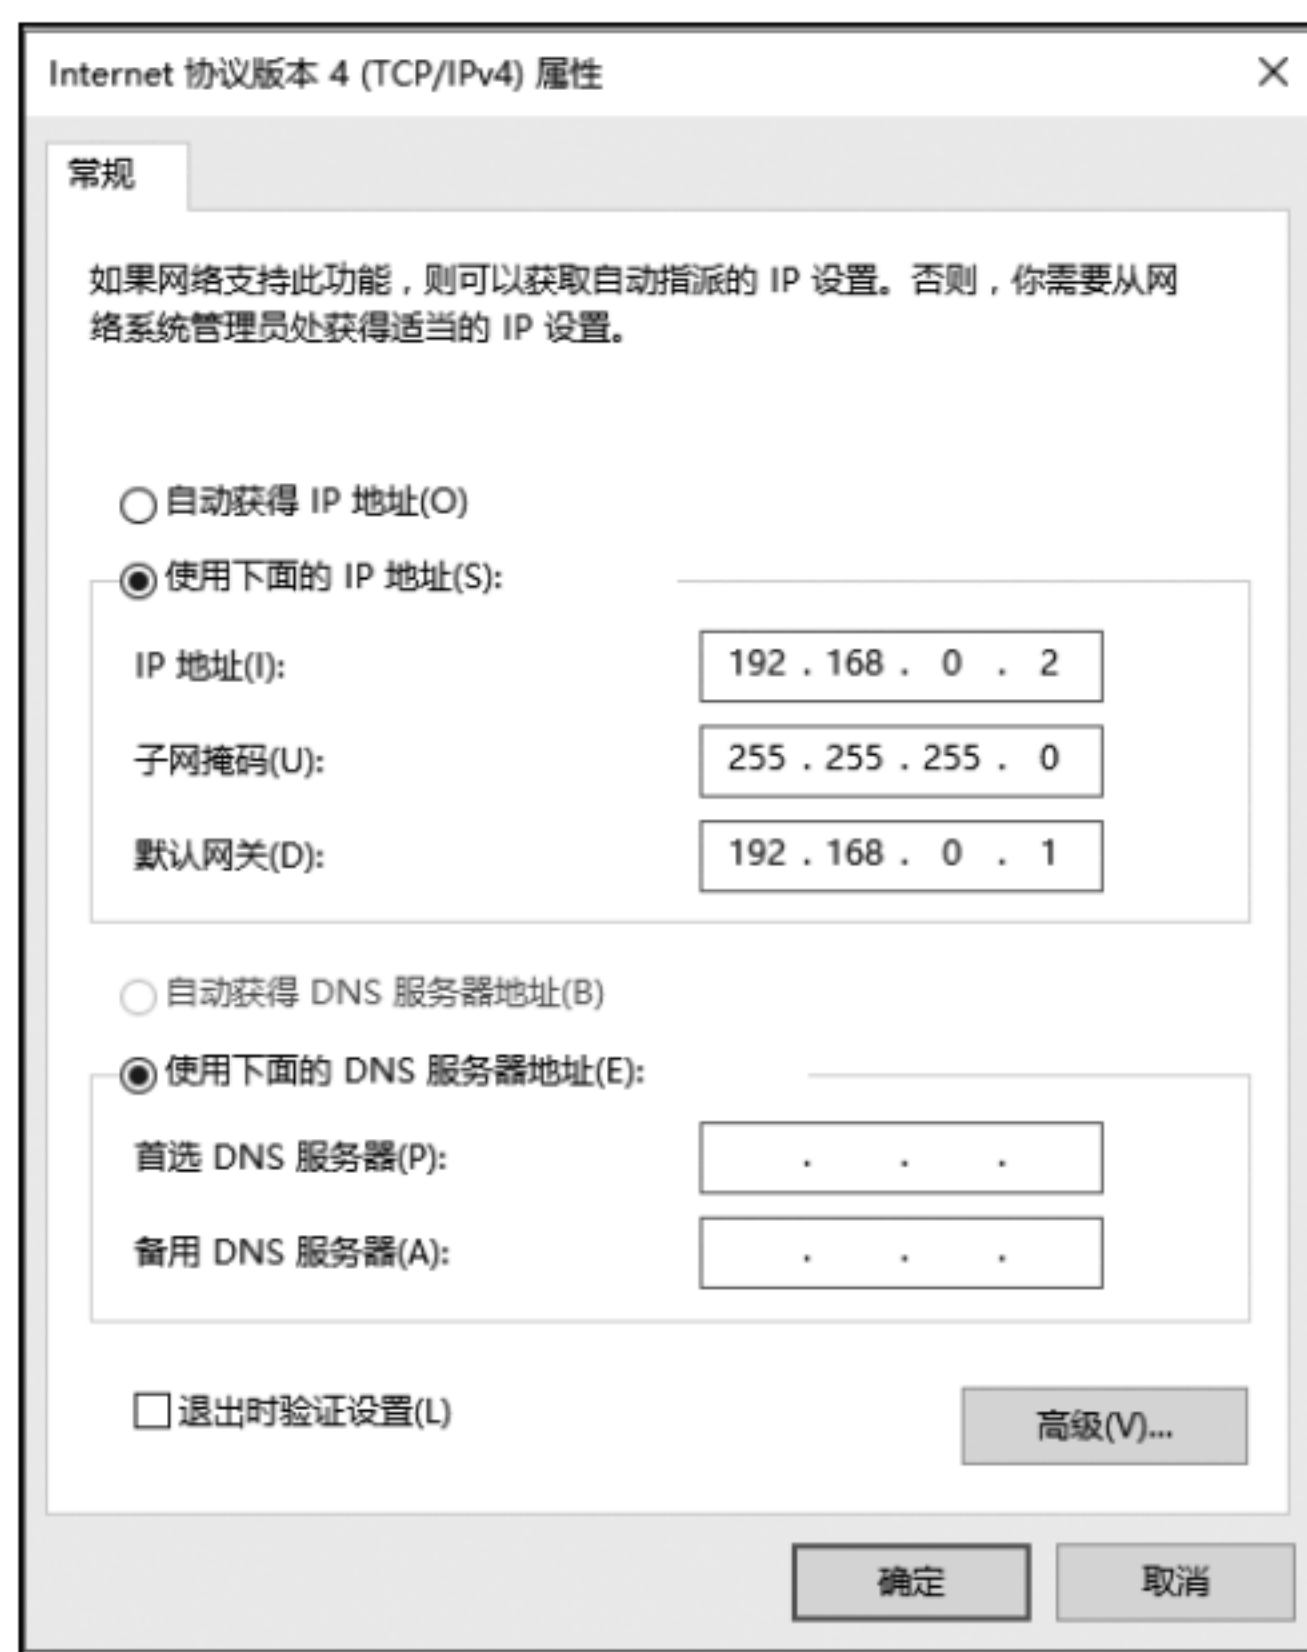 Internet 协议版本 4 (TCP/IPv4) 属性
常规
如果网络支持此功能，则可以获取自动指派的 IP 设置。否则，你需要从网
络系统管理员处获得适当的 IP 设置。
自动获得 IP 地址(O)
使用下面的 IP 地址(S):
IP 地址(I): 192 . 168 . 0 . 2
子网掩码(U): 255 . 255 . 255 . 0
默认网关(D): 192 . 168 . 0 . 1
自动获得 DNS 服务器地址(B)
使用下面的 DNS 服务器地址(E):
首选 DNS 服务器(P): . . .
备用 DNS 服务器(A): . . .
退出时验证设置(L)
高级(V)...
确定 取消